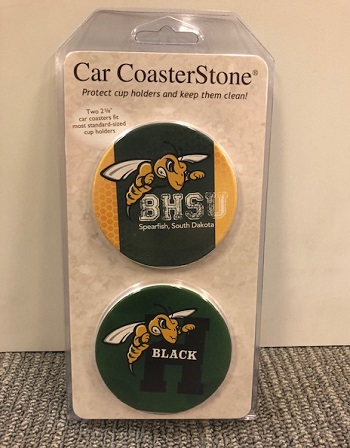 Car CoasterStone®
Protect cup holders and keep them clean!
Two 2⅝"
car coasters fit
most standard-sized
cup holders
BHSU
Spearfish, South Dakota
H
BLACK